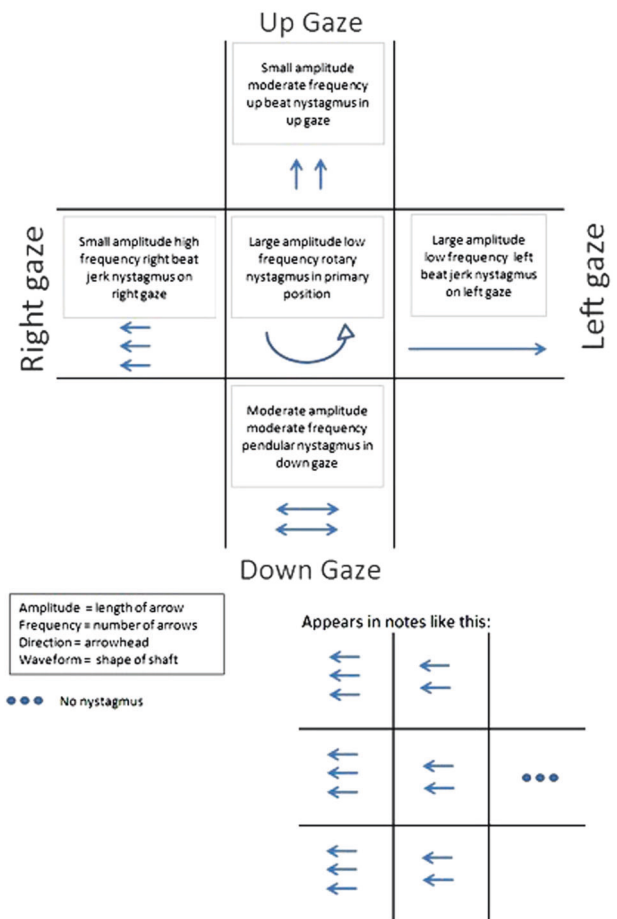 Up Gaze
Small amplitude
moderate frequency
up beat nystagmus in
up gaze
Right gaze
Small amplitude high
frequency right beat
jerk nystagmus on
right gaze
Large amplitude low
frequency rotary
nystagmus in primary
position
Large amplitude
low frequency left
beat jerk nystagmus
on left gaze
Left gaze
Moderate amplitude
moderate frequency
pendular nystagmus in
down gaze
Down Gaze
Amplitude = length of arrow
Frequency = number of arrows
Direction = arrowhead
Waveform = shape of shaft
No nystagmus
Appears in notes like this: